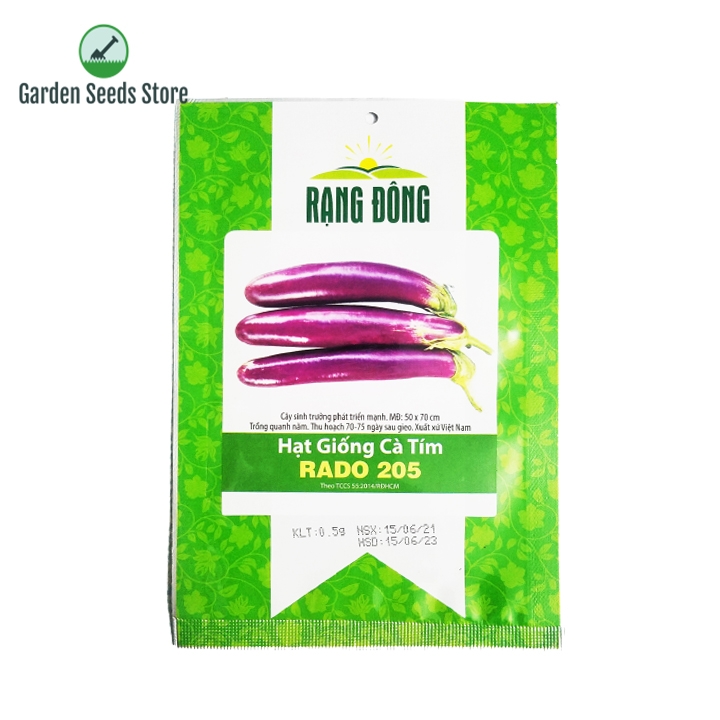 Garden Seeds Store
RẠNG ĐÔNG
Cây sinh trưởng phát triển mạnh. MĐ: 50 x 70 cm
Trồng quanh năm. Thu hoạch 70-75 ngày sau gieo. Xuất xứ Việt Nam
Hạt Giống Cà Tím
RADO 205
Theo TCCS 55:2014/RDHCM
KLT:0.5g NSX:15/06/21
HSD:15/06/23